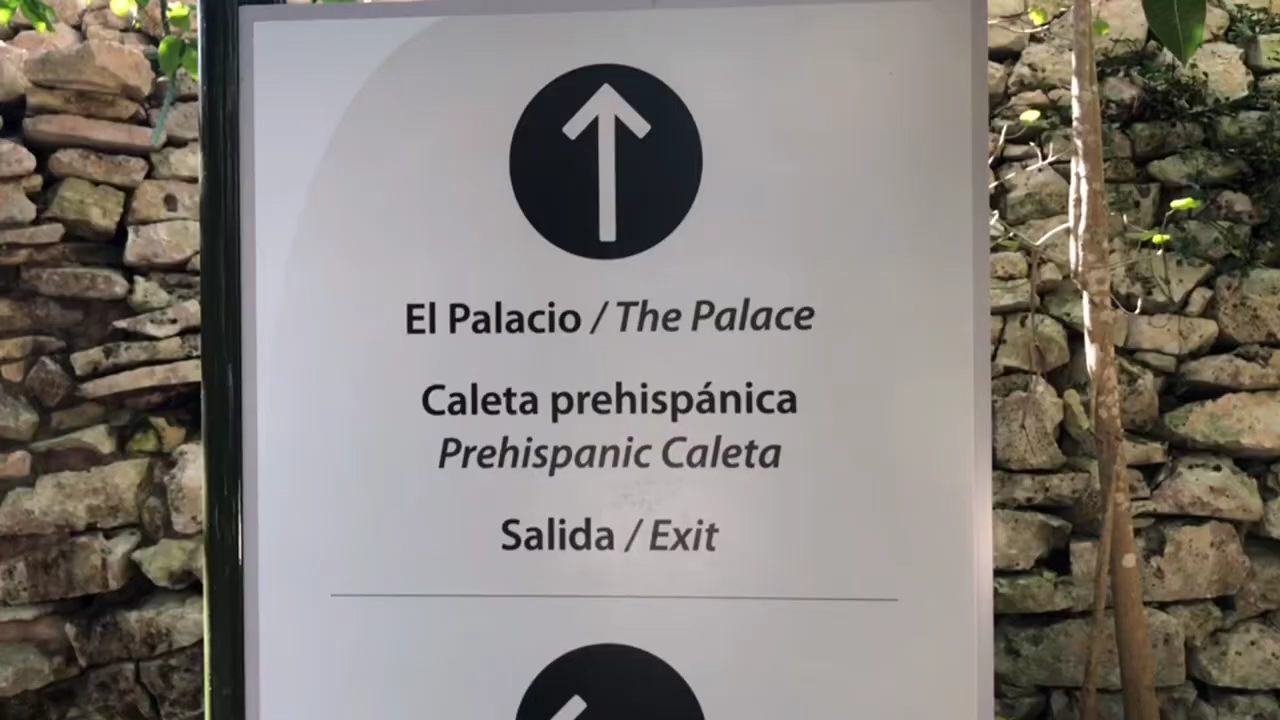 El Palacio / The Palace
Caleta prehispánica
Prehispanic Caleta
Salida / Exit